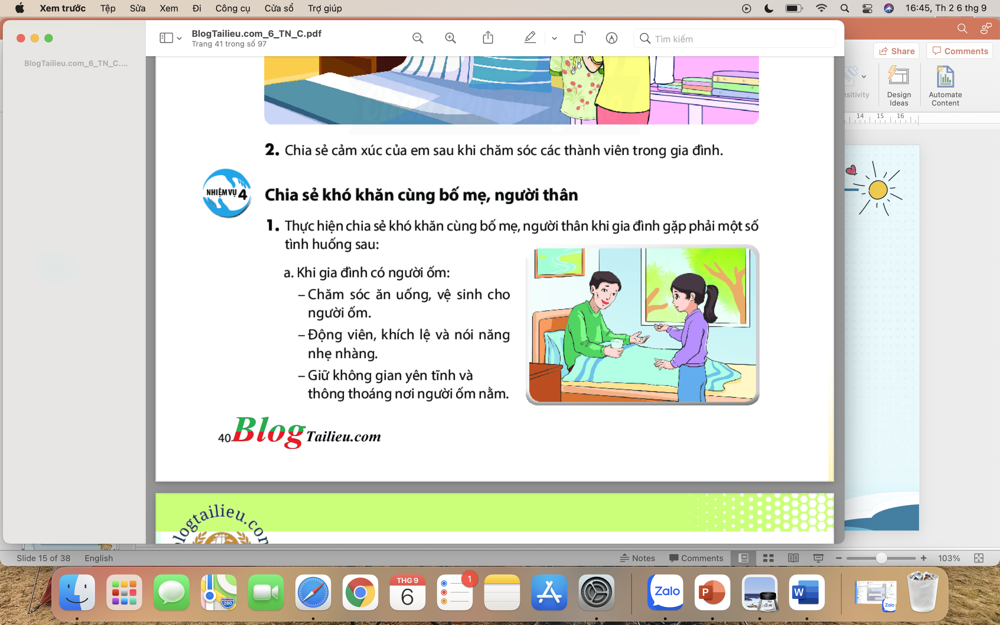 Xem trước Tệp Sửa Xem Đi Công cụ Cửa sổ Trợ giúp 16:45, Th 2 6 thg 9
BlogTailieu.com_6_TN_C.pdf
Trang 41 trong số 97
Tìm kiếm
BlogTailieu.com_6_TN_C....
Share Comments
nsitivity
Design
Ideas
Automate
Content
14 15 16
2. Chia sẻ cảm xúc của em sau khi chăm sóc các thành viên trong gia đình.
NHIỆM VỤ 4
Chia sẻ khó khăn cùng bố mẹ, người thân
1. Thực hiện chia sẻ khó khăn cùng bố mẹ, người thân khi gia đình gặp phải một số
tình huống sau:
a. Khi gia đình có người ốm:
– Chăm sóc ăn uống, vệ sinh cho
người ốm.
– Động viên, khích lệ và nói năng
nhẹ nhàng.
– Giữ không gian yên tĩnh và
thông thoáng nơi người ốm nằm.
40 Blog Tailieu.com
blogtailieu.com
Slide 15 of 38 English Notes Comments 103%
280
THG 9
6
1
Zalo
P
W
Zalo